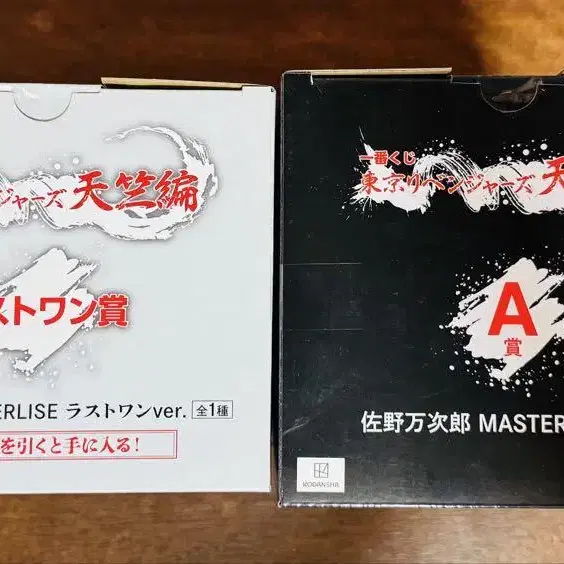 ジャーズ 天竺編
ストワン賞
ERLISE ラストワンver. 全1種
を引くと手に入る!
一番くじ
東京リベンジャーズ 天
A
賞
佐野万次郎 MASTER
KODANSHA